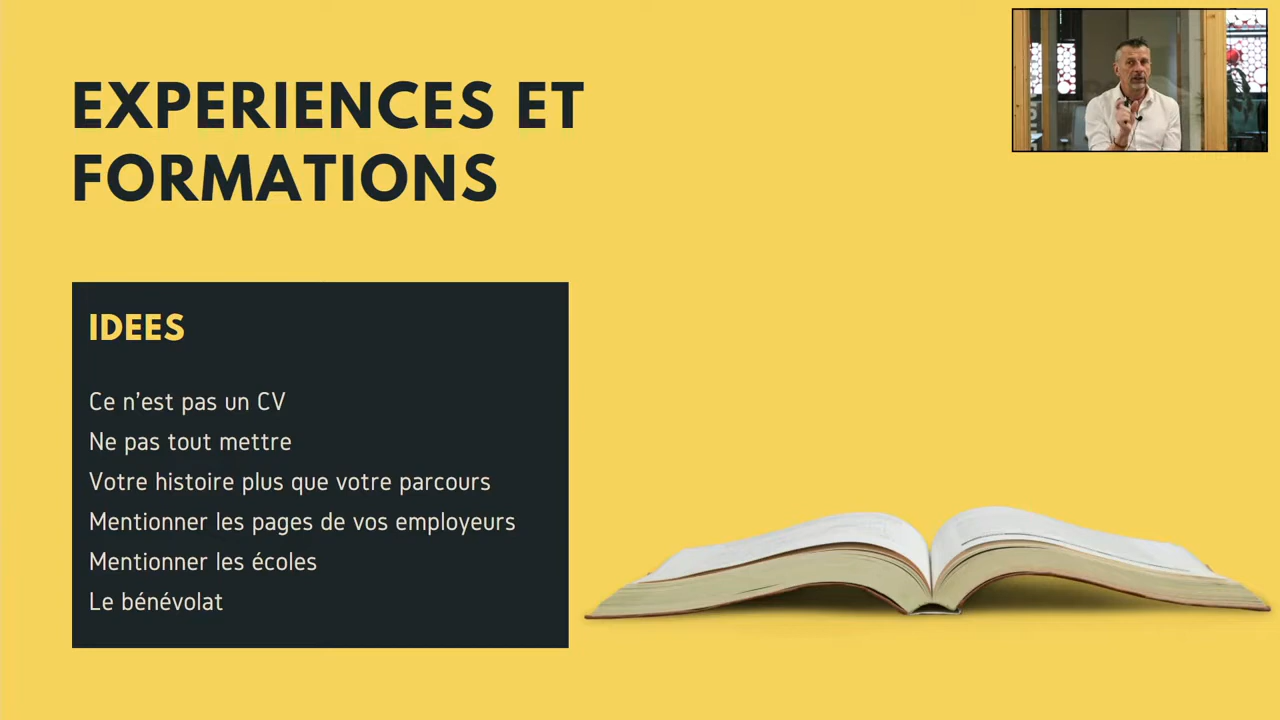 EXPERIENCES ET
FORMATIONS
IDEES
Ce n'est pas un CV
Ne pas tout mettre
Votre histoire plus que votre parcours
Mentionner les pages de vos employeurs
Mentionner les écoles
Le bénévolat